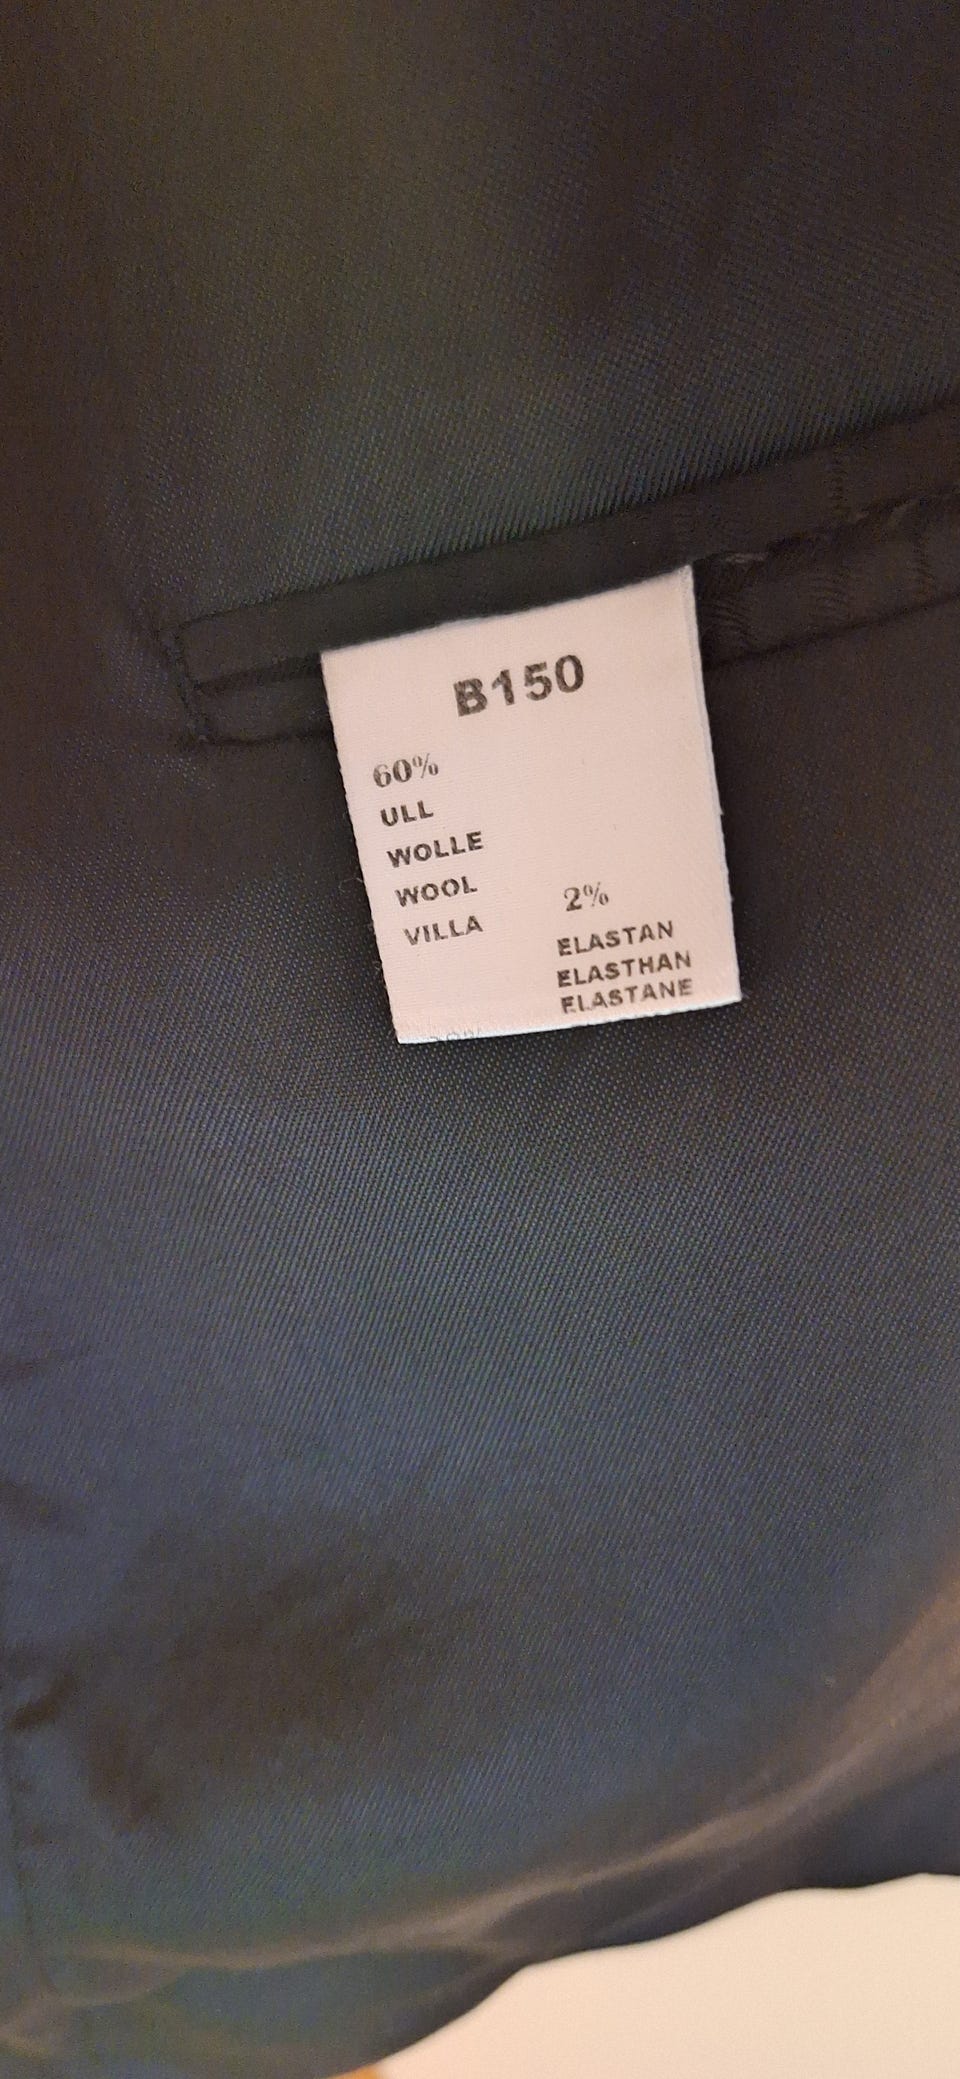 B150
60%
ULL
WOLLE
WOOL
VILLA
2%
ELASTAN
ELASTHAN
ELASTANE